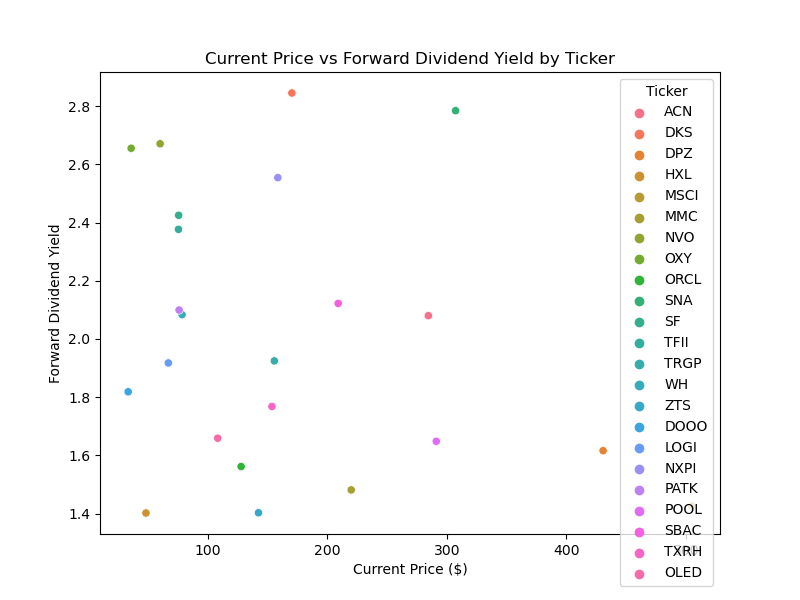 Current Price vs Forward Dividend Yield by Ticker
Forward Dividend Yield
2.8
2.6
2.4
2.2
2.0
1.8
1.6
1.4
100
200
300
400
Current Price ($)
Ticker
ACN
DKS
DPZ
HXL
MSCI
MMC
NVO
OXY
ORCL
SNA
SF
TFII
TRGP
WH
ZTS
DOOO
LOGI
NXPI
PATK
POOL
SBAC
TXRH
OLED